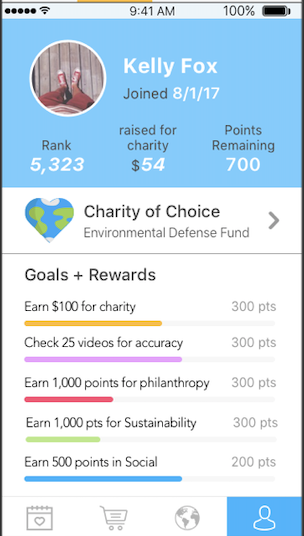 9:41 AM 100%
Kelly Fox
Joined 8/1/17
raised for Points
Rank charity Remaining
5,323 $54 700
Charity of Choice
Environmental Defense Fund
Goals + Rewards
Earn $100 for charity 300 pts
Check 25 videos for accuracy 300 pts
Earn 1,000 points for philanthropy 300 pts
Earn 1,000 pts for Sustainability 300 pts
Earn 500 points in Social 200 pts